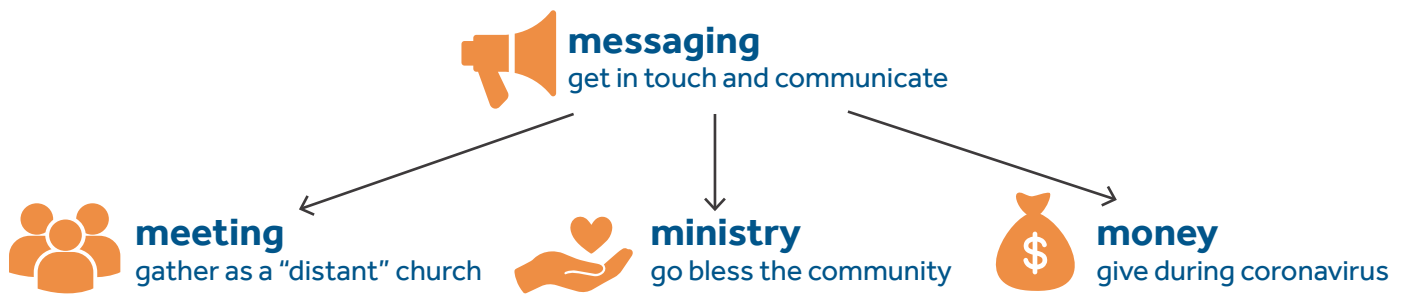 messaging
get in touch and communicate
meeting
gather as a “distant” church
ministry
go bless the community
$
money
give during coronavirus